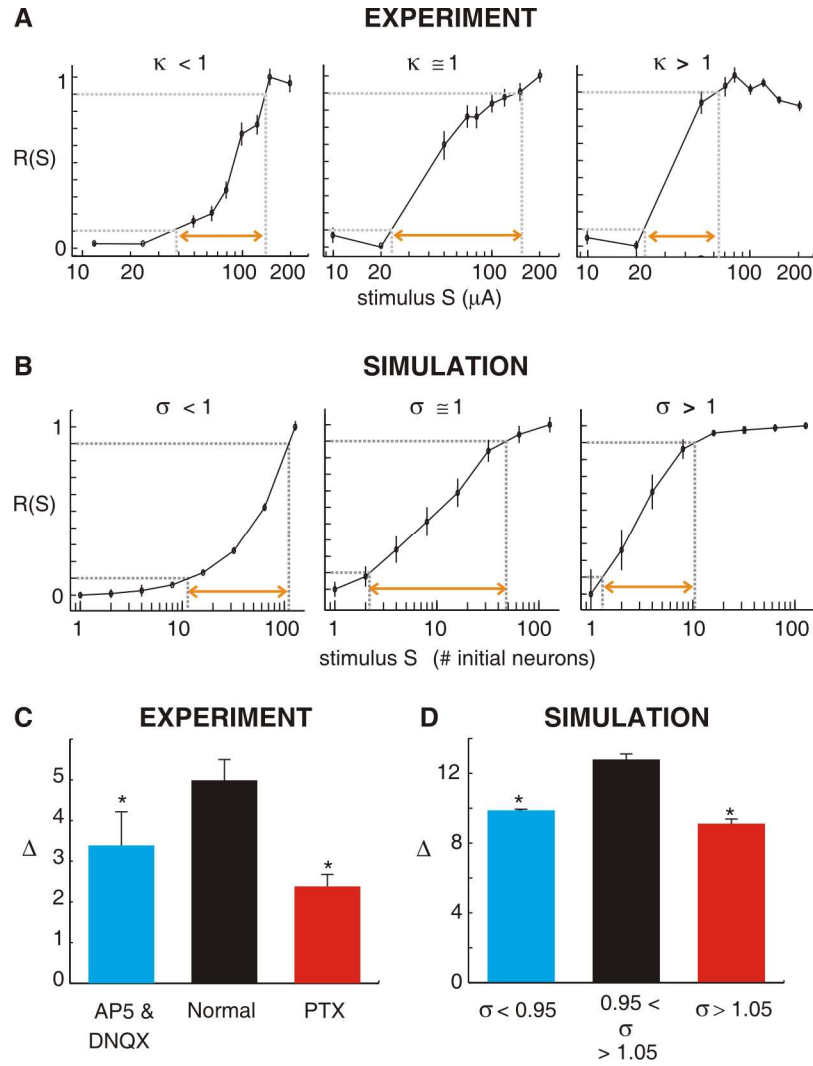 A EXPERIMENT
κ < 1 κ ≅ 1 κ > 1
1
R(S)
0
10 20 100 200 10 20 100 200 10 20 100 200
stimulus S (μA)
B SIMULATION
σ < 1 σ ≅ 1 σ > 1
1
R(S)
0
1 10 100 1 10 100 1 10 100
stimulus S (# initial neurons)
C EXPERIMENT
5
4
3
2
1
0
Δ
*
*
AP5 &
DNQX
Normal
PTX
D SIMULATION
12
8
4
0
Δ
*
*
σ < 0.95
0.95 <
σ
> 1.05
σ > 1.05